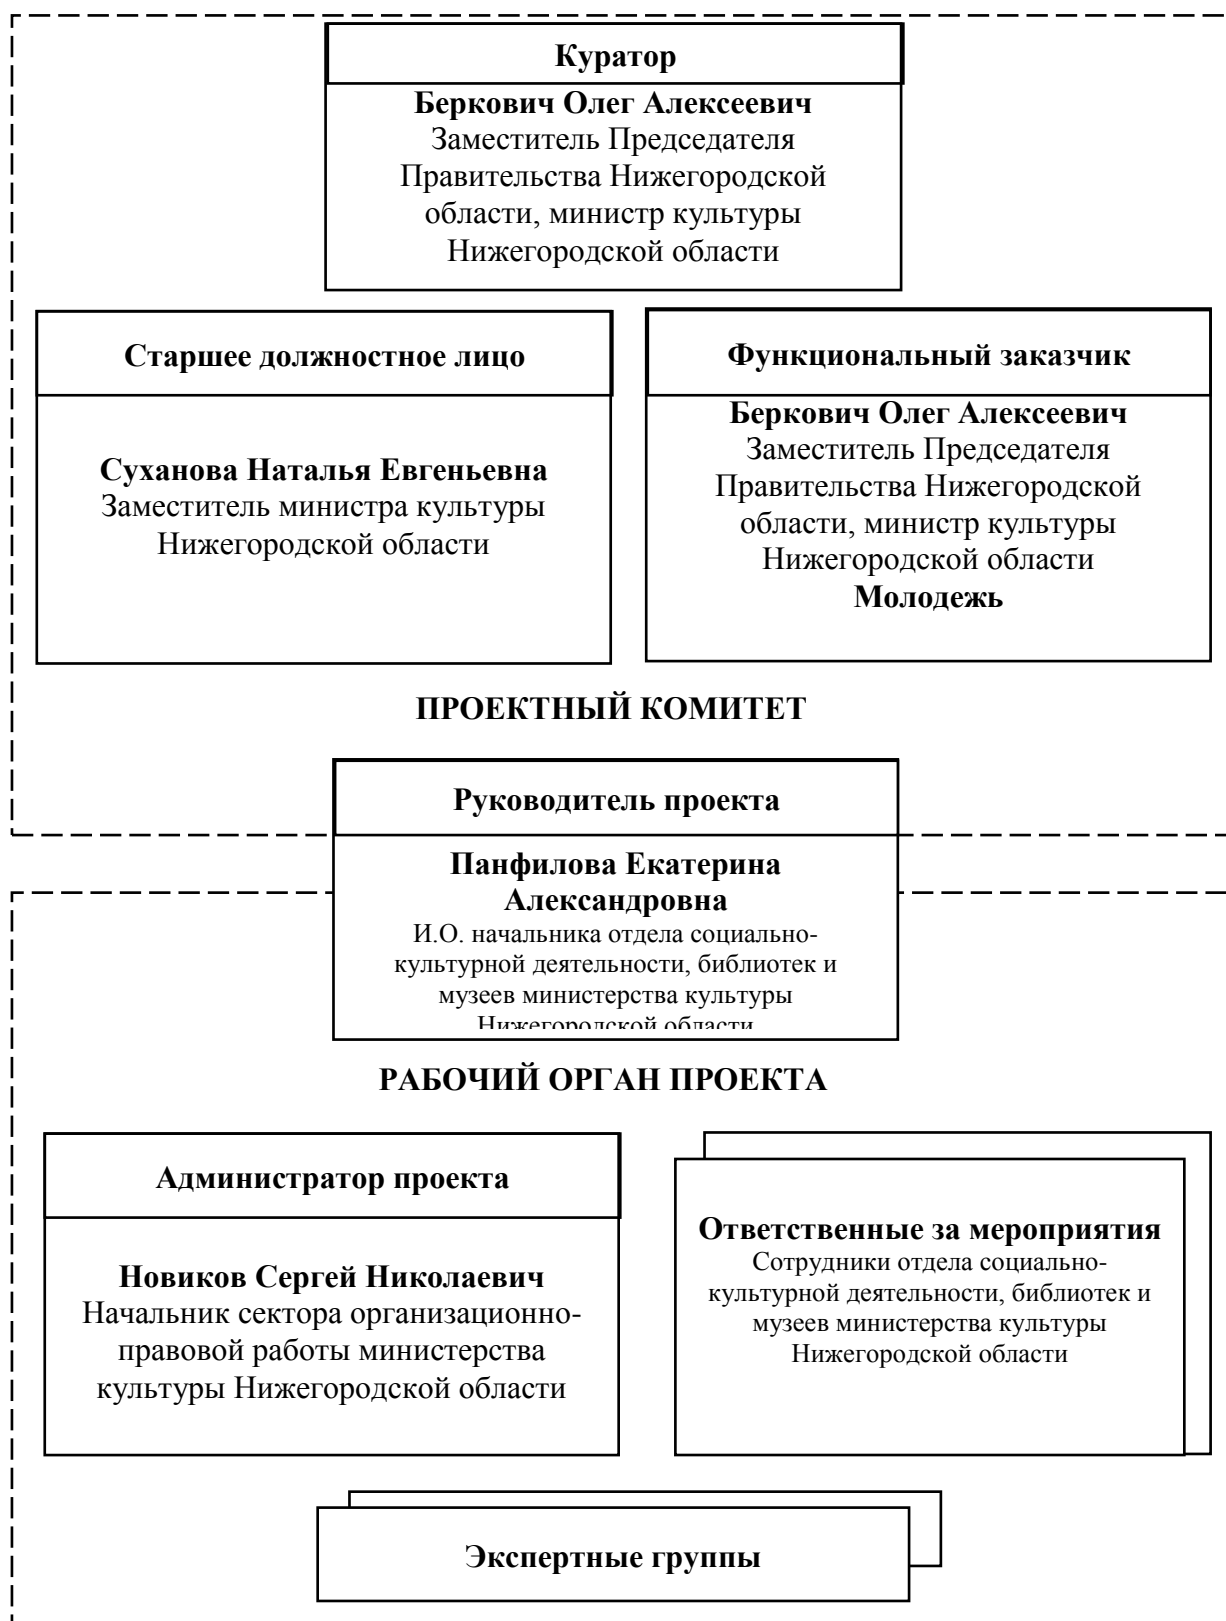 Куратор
Беркович Олег Алексеевич
Заместитель Председателя
Правительства Нижегородской
области, министр культуры
Нижегородской области
Старшее должностное лицо
Суханова Наталья Евгеньевна
Заместитель министра культуры
Нижегородской области
Функциональный заказчик
Беркович Олег Алексеевич
Заместитель Председателя
Правительства Нижегородской
области, министр культуры
Нижегородской области
Молодежь
ПРОЕКТНЫЙ КОМИТЕТ
Руководитель проекта
Панфилова Екатерина
Александровна
И.О. начальника отдела социально-
культурной деятельности, библиотек и
музеев министерства культуры
Нижегородской области
РАБОЧИЙ ОРГАН ПРОЕКТА
Администратор проекта
Новиков Сергей Николаевич
Начальник сектора организационно-
правовой работы министерства
культуры Нижегородской области
Ответственные за мероприятия
Сотрудники отдела социально-
культурной деятельности, библиотек и
музеев министерства культуры
Нижегородской области
Экспертные группы